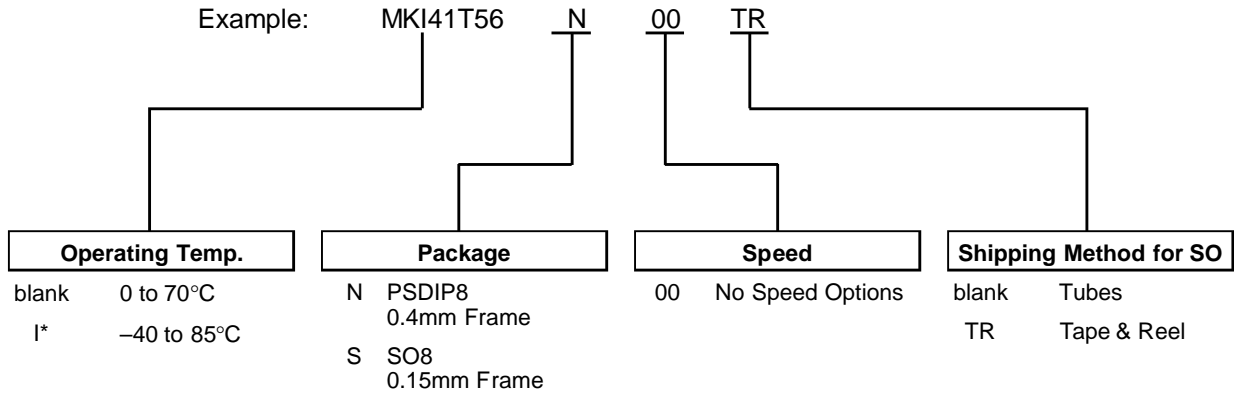 Example: MKI41T56 N 00 TR
Operating Temp.
blank 0 to 70°C
I* –40 to 85°C
Package
N PSDIP8
0.4mm Frame
S SO8
0.15mm Frame
Speed
00 No Speed Options
Shipping Method for SO
blank Tubes
TR Tape & Reel